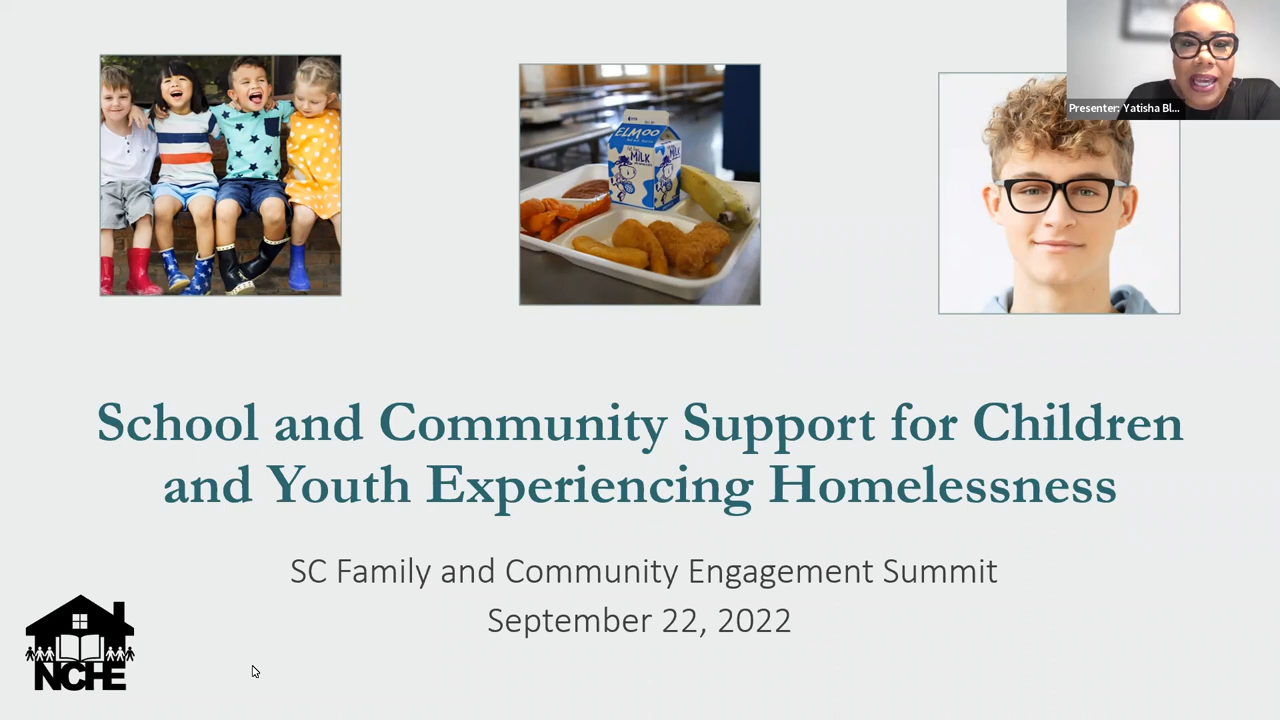 Presenter: Yatisha Bl...
ELMOO
MILK
MILK
School and Community Support for Children
and Youth Experiencing Homelessness
SC Family and Community Engagement Summit
September 22, 2022
NCHE